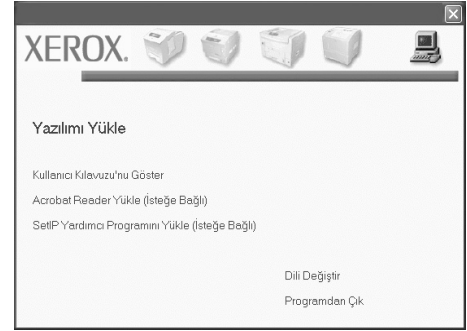 XEROX.
Yazılımı Yükle
Kullanıcı Kılavuzu'nu Göster
Acrobat Reader Yükle (İsteğe Bağlı)
SetIP Yardımcı Programını Yükle (İsteğe Bağlı)
Dili Değiştir
Programdan Çık